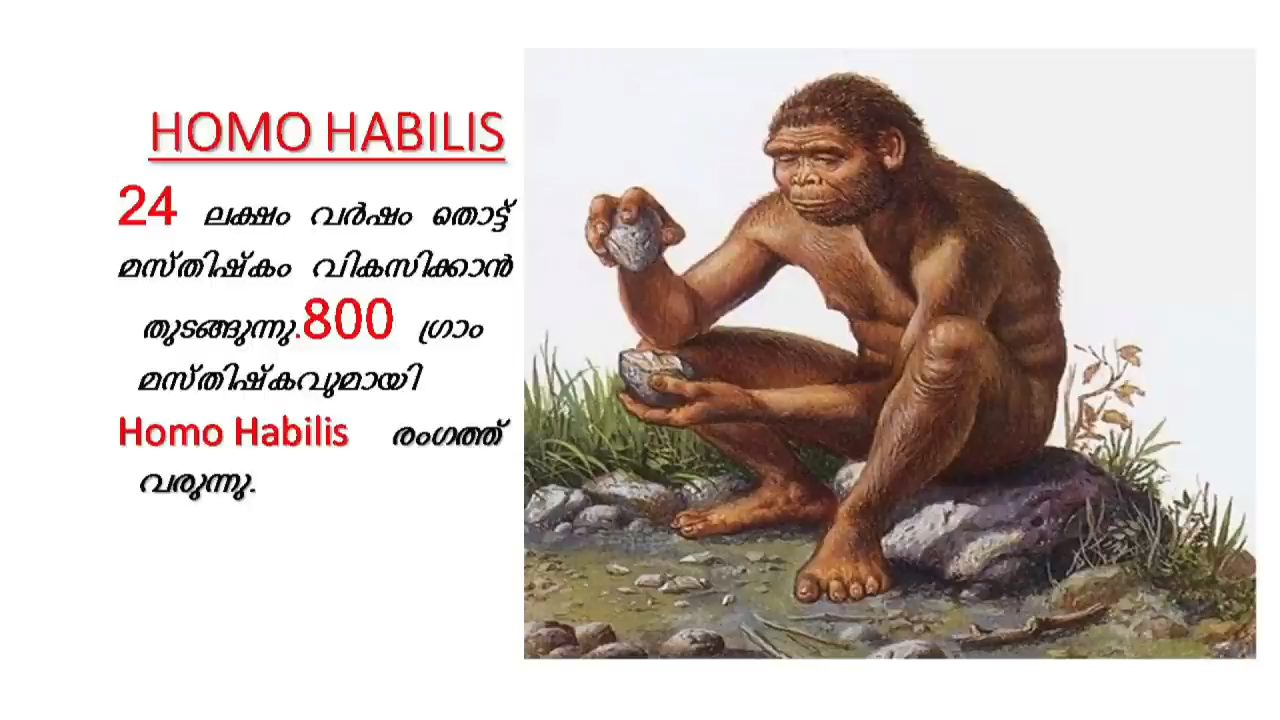 HOMO HABILIS
24 ലക്ഷം വർഷം തൊട്ട്
മസ്തിഷ്കം വികസിക്കാൻ
തുടങ്ങുന്നു.800 ഗ്രാം
മസ്തിഷ്കവുമായി
Homo Habilis രംഗത്ത്
വരുന്നു.